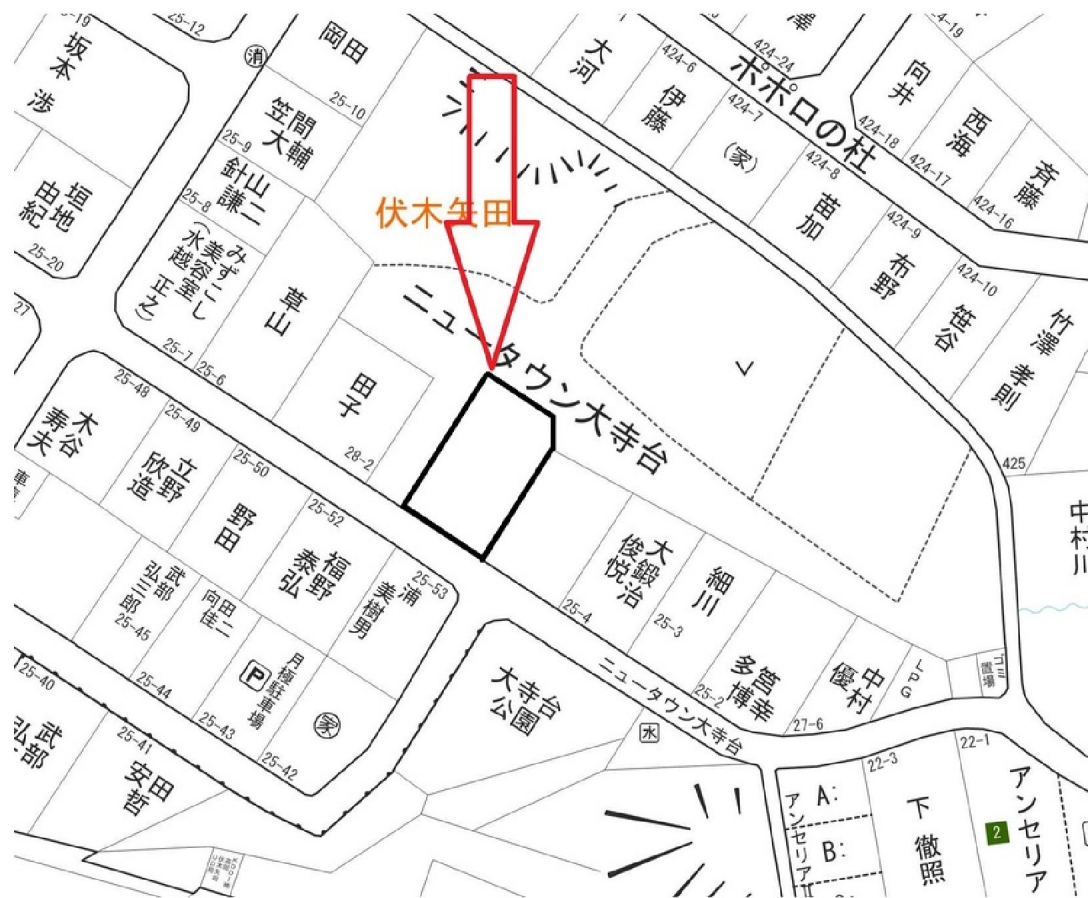 -19
25-12
坂本 渉
岡田
消
25-10
笠間
大輔
25-9
針山
謙二
25-8
みずこし
美容室
(水越 正之)
垣地
由紀
25-20
27
25-7
25-6
草山
田子
28-2
伏木矢田
ニュータウン大寺台
大河
424-6
伊藤
424-24
澤
ポポロの杜
424-7
(家)
424-8
苗加
424-9
布野
424-10
笹谷
竹澤 孝則
425
中村川
424-19
向井
424-18
西海
424-17
斉藤
424-16
25-48
木谷
寿夫
25-49
立野
欣造
25-50
野田
25-52
福野
泰弘
25-53
浦
美樹男
武部
弘三郎
25-45
向田
佳二
25-44
P
月極駐車場
25-43
家
25-42
25-40
武部
25-41
安田
哲
大寺台
公園
大鍛治
俊悦
25-4
細川
25-3
多筥
博幸
25-2
中村
優
27-6
LPG
ゴミ
置場
ニュータウン大寺台
水
22-3
22-1
アンセリアII
A:
B:
下 徹照
2
アンセリア